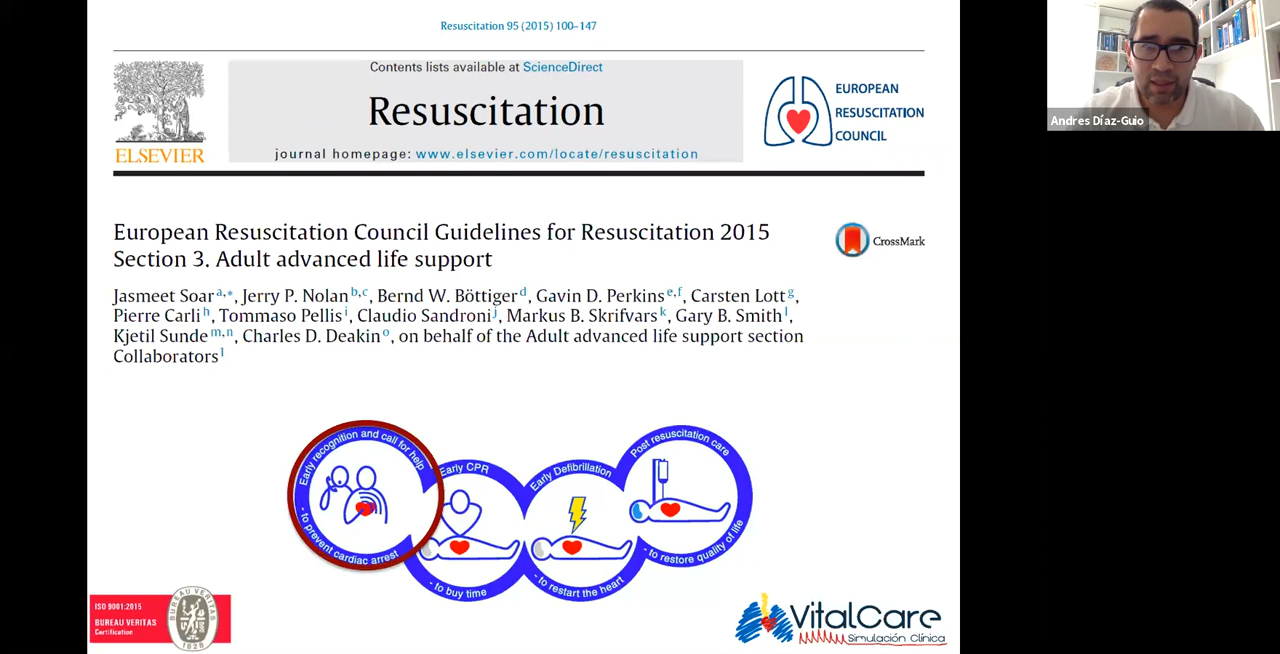 Resuscitation 95 (2015) 100–147
Contents lists available at ScienceDirect
Resuscitation
journal homepage: www.elsevier.com/locate/resuscitation
ELSEVIER
EUROPEAN
RESUSCITATION
COUNCIL
European Resuscitation Council Guidelines for Resuscitation 2015
Section 3. Adult advanced life support
CrossMark
Jasmeet Soar a,*, Jerry P. Nolan b,c, Bernd W. Böttiger d, Gavin D. Perkins e,f, Carsten Lott g,
Pierre Carli h, Tommaso Pellis i, Claudio Sandroni j, Markus B. Skrifvars k, Gary B. Smith l,
Kjetil Sunde m,n, Charles D. Deakin o, on behalf of the Adult advanced life support section
Collaborators 1
Early recognition and call for help
- to prevent cardiac arrest
Early CPR
- to buy time
Early Defibrillation
- to restart the heart
Post resuscitation care
- to restore quality of life
ISO 9001:2015
BUREAU VERITAS
Certification
BUREAU VERITAS
1828
VitalCare
Simulación Clínica
Andres Díaz-Guio